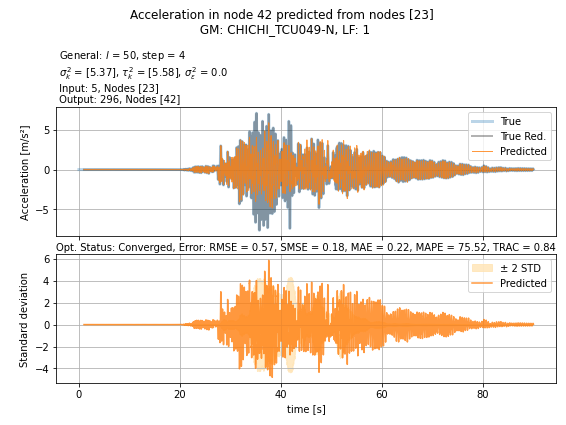 Acceleration in node 42 predicted from nodes [23]
GM: CHICHI_TCU049-N, LF: 1
General: l = 50, step = 4
σ²ₖ = [5.37], τ²ₖ = [5.58], σ²_ε = 0.0
Input: 5, Nodes [23]
Output: 296, Nodes [42]
Acceleration [m/s²]
5
0
−5
True
True Red.
Predicted
Opt. Status: Converged, Error: RMSE = 0.57, SMSE = 0.18, MAE = 0.22, MAPE = 75.52, TRAC = 0.84
Standard deviation
6
4
2
0
−2
−4
± 2 STD
Predicted
0 20 40 60 80
time [s]